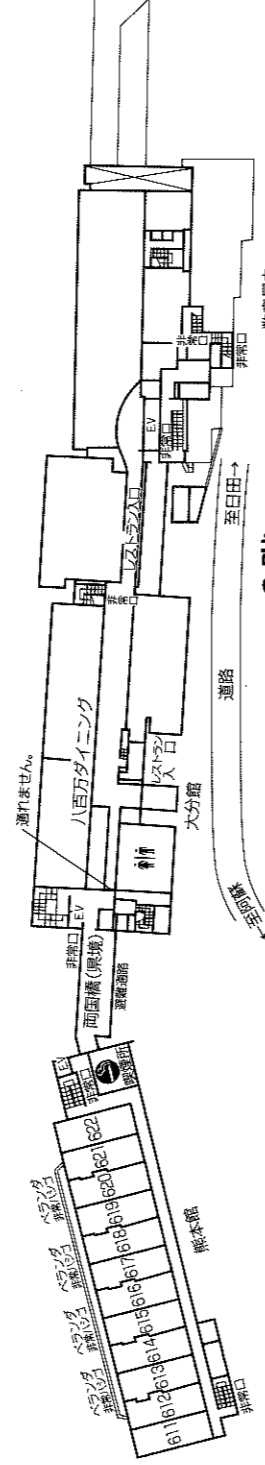 ベランダ
非常ハシゴ
ベランダ
非常ハシゴ
ベランダ
非常ハシゴ
ベランダ
非常ハシゴ
611
612
613
614
615
616
617
618
619
620
621
622
非常口
熊本館
E.V
非常口
喫煙所
両国橋(県境)
避難通路
非常口
E.V
通れません。
八百万ダイニング
大分館
レストラン
入口
非常口
レストラン入口
E.V
非常口
非常口
非常口
道路
至阿蘇
至日田→